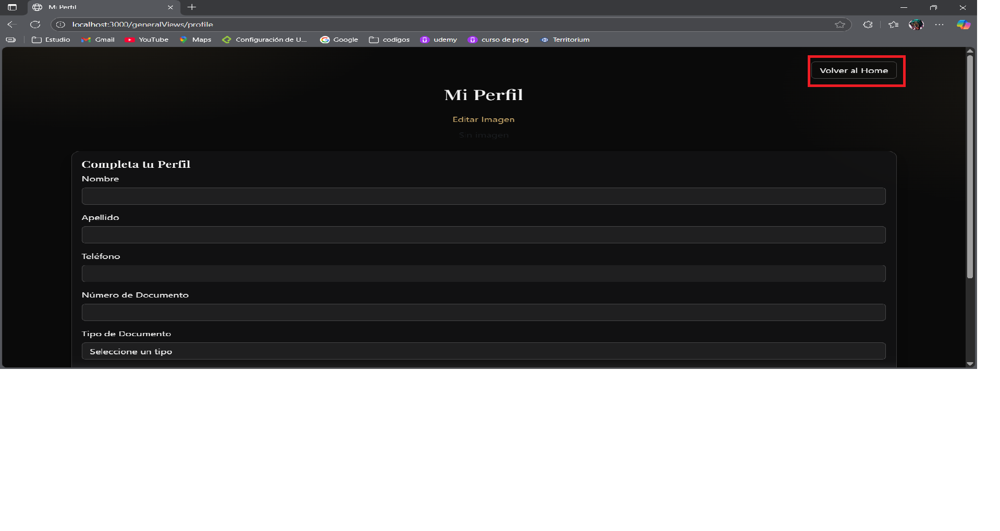 Mi Perfil
localhost:3000/generalViews/profile
Estudio Gmail YouTube Maps Configuración de U... Google codigos udemy curso de prog Territorium
Volver al Home
Mi Perfil
Editar Imagen
Sin imagen
Completa tu Perfil
Nombre
Apellido
Teléfono
Número de Documento
Tipo de Documento
Seleccione un tipo